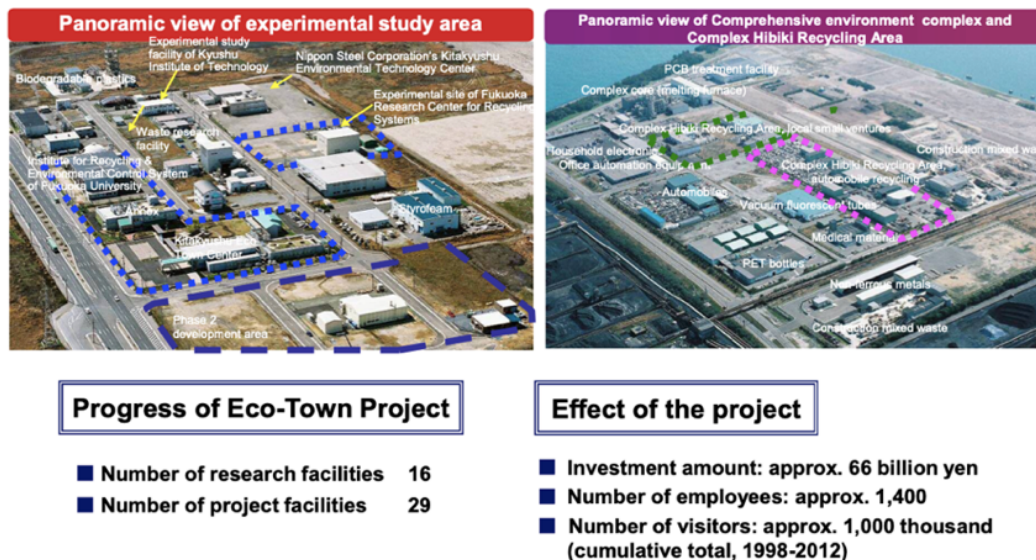 Panoramic view of experimental study area
Biodegradable plastics
Experimental study
facility of Kyushu
Institute of Technology
Nippon Steel Corporation's Kitakyushu
Environmental Technology Center
Experimental site of Fukuoka
Research Center for Recycling
Systems
Waste research
facility
Institute for Recycling &
Environmental Control System
of Fukuoka University
Annex
Styrofoam
Kitakyushu Eco-
Town Center
Phase 2
development area
Panoramic view of Comprehensive environment complex and
Complex Hibiki Recycling Area
PCB treatment facility
Complex core (melting furnace)
Complex Hibiki Recycling Area, local small ventures
Household electronic
Office automation equip
Construction mixed wa
Complex Hibiki Recycling Area,
automobile recycling
Automobiles
Vacuum fluorescent tubes
Medical material
PET bottles
Non-ferrous metals
Construction mixed waste
Progress of Eco-Town Project
Number of research facilities 16
Number of project facilities 29
Effect of the project
Investment amount: approx. 66 billion yen
Number of employees: approx. 1,400
Number of visitors: approx. 1,000 thousand
(cumulative total, 1998-2012)